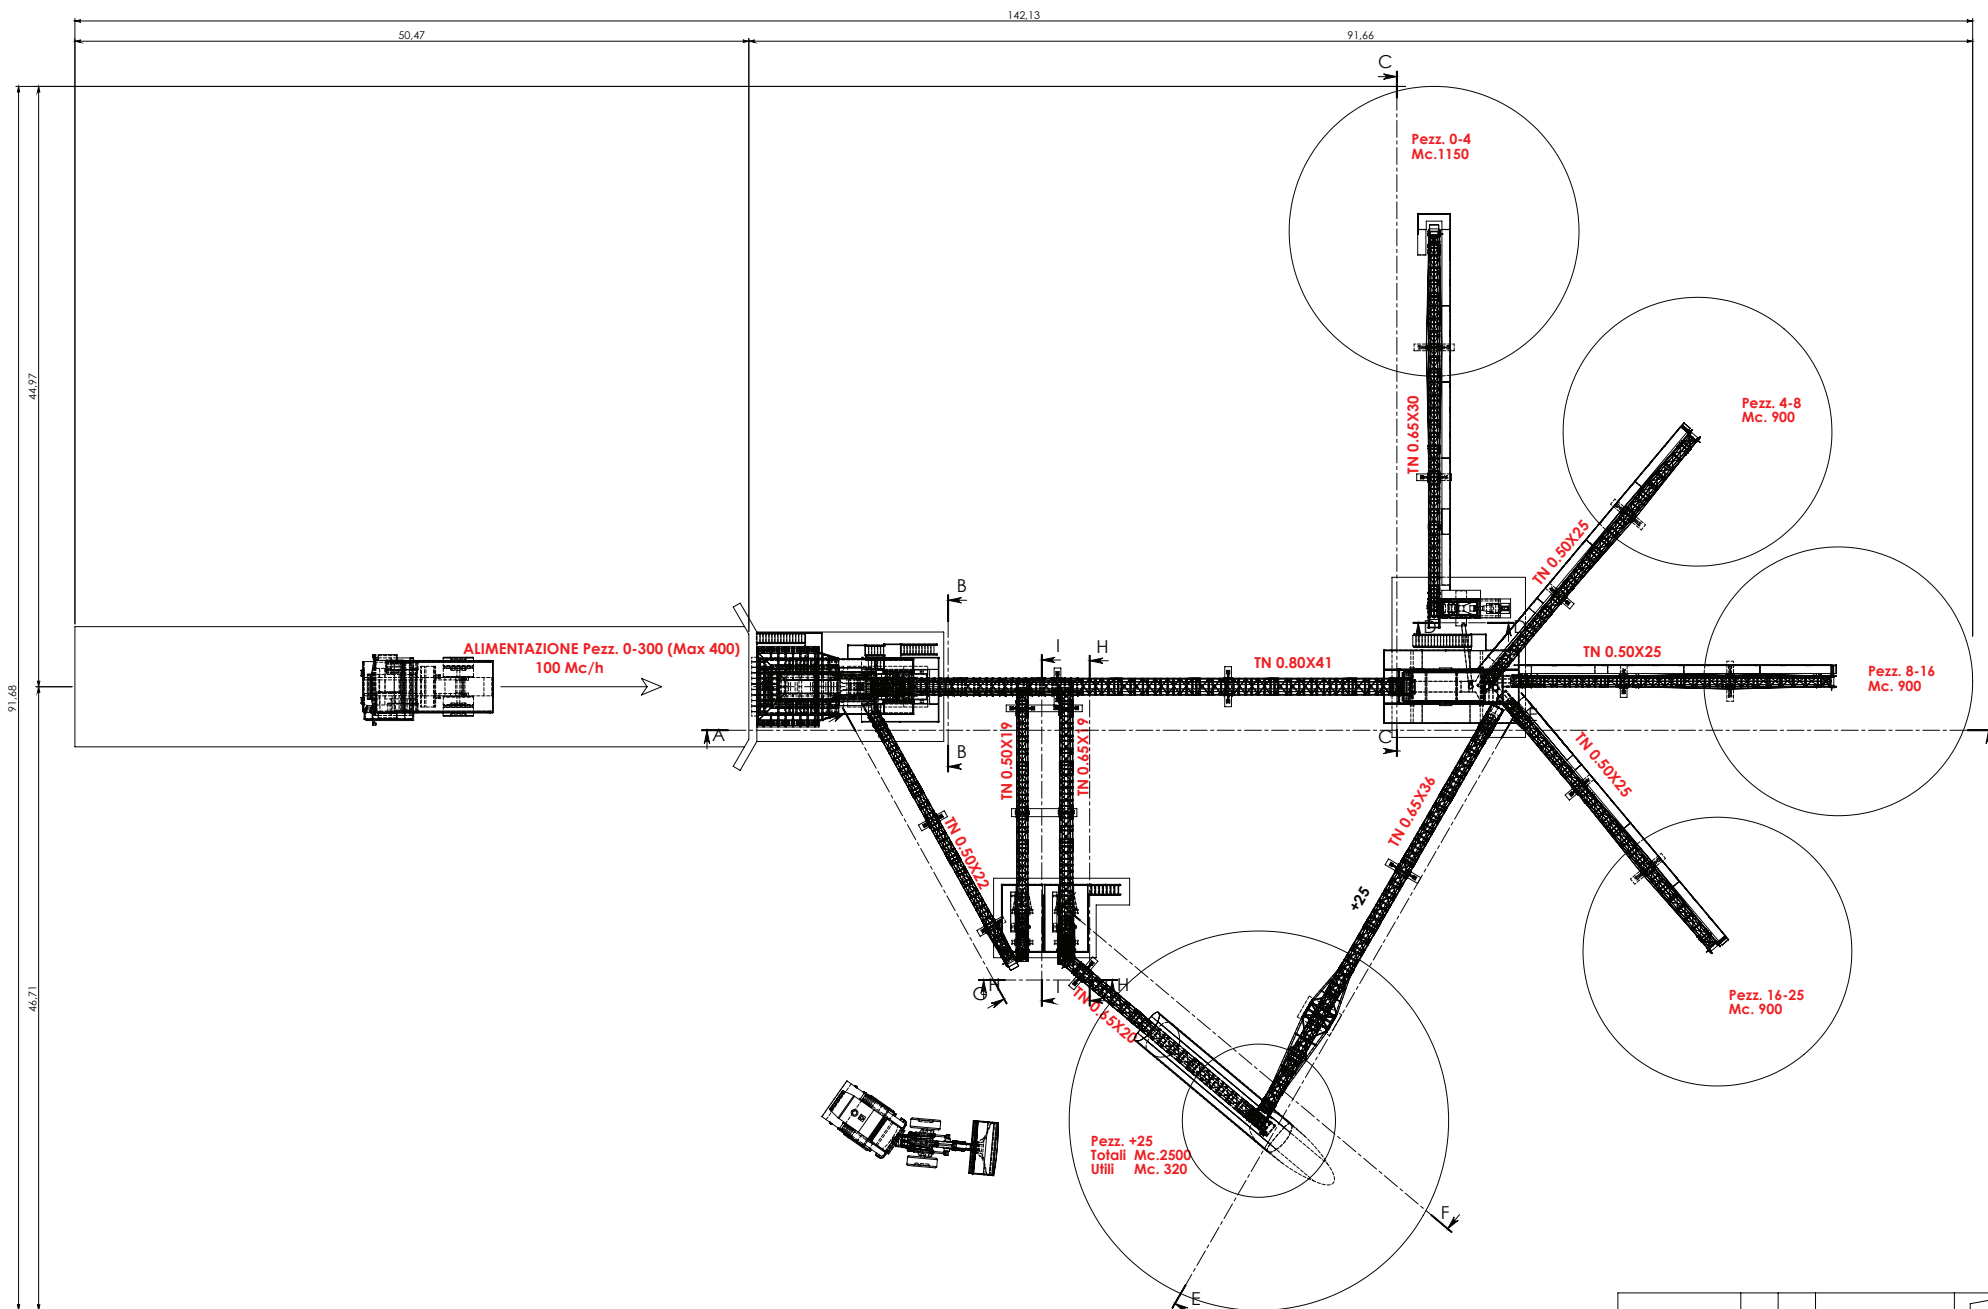 142,13
50,47
91,66
C
Pezz. 0-4
Mc.1150
44,97
91,68
46,71
TN 0.65X30
Pezz. 4-8
Mc. 900
TN 0.50X25
B
I
H
D
D
ALIMENTAZIONE Pezz. 0-300 (Max 400)
100 Mc/h
TN 0.80X41
TN 0.50X25
Pezz. 8-16
Mc. 900
A
B
C
E
TN 0.50X19
TN 0.65X19
TN 0.50X25
TN 0.50X22
TN 0.65X36
+25
G
H
I
H
TN 0.65X20
Pezz. 16-25
Mc. 900
Pezz. +25
Totali Mc.2500
Utili Mc. 320
F
E